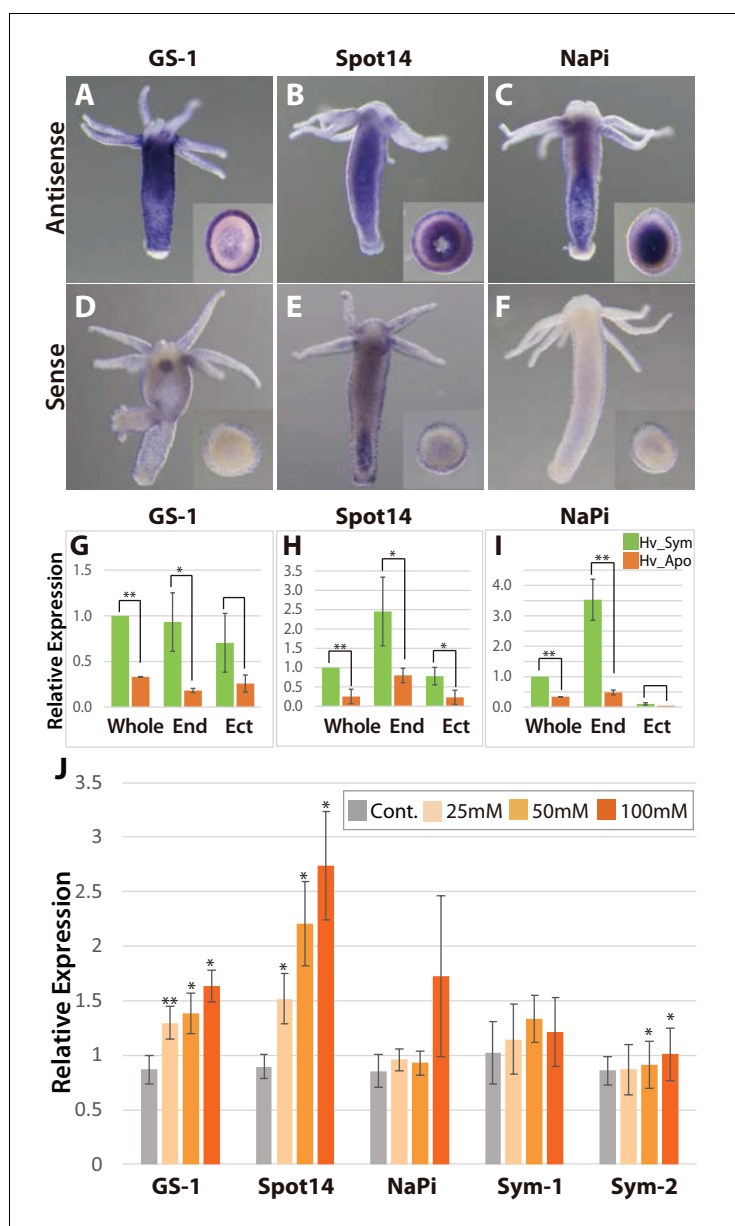 GS-1 Spot14 NaPi
Antisense
A B C
Sense
D E F
GS-1 Spot14 NaPi
Relative Expression
G
1.5
1.0
0.5
0.0
** *
Whole End Ect
H
3.5
3.0
2.5
2.0
1.5
1.0
0.5
0.0
** * *
Whole End Ect
I
Hv_Sym
Hv_Apo
4.0
3.0
2.0
1.0
0.0
** **
Whole End Ect
J
Relative Expression
3.5
3
2.5
2
1.5
1
0.5
0
Cont. 25mM 50mM 100mM
** * *
* * *
* *
GS-1 Spot14 NaPi Sym-1 Sym-2